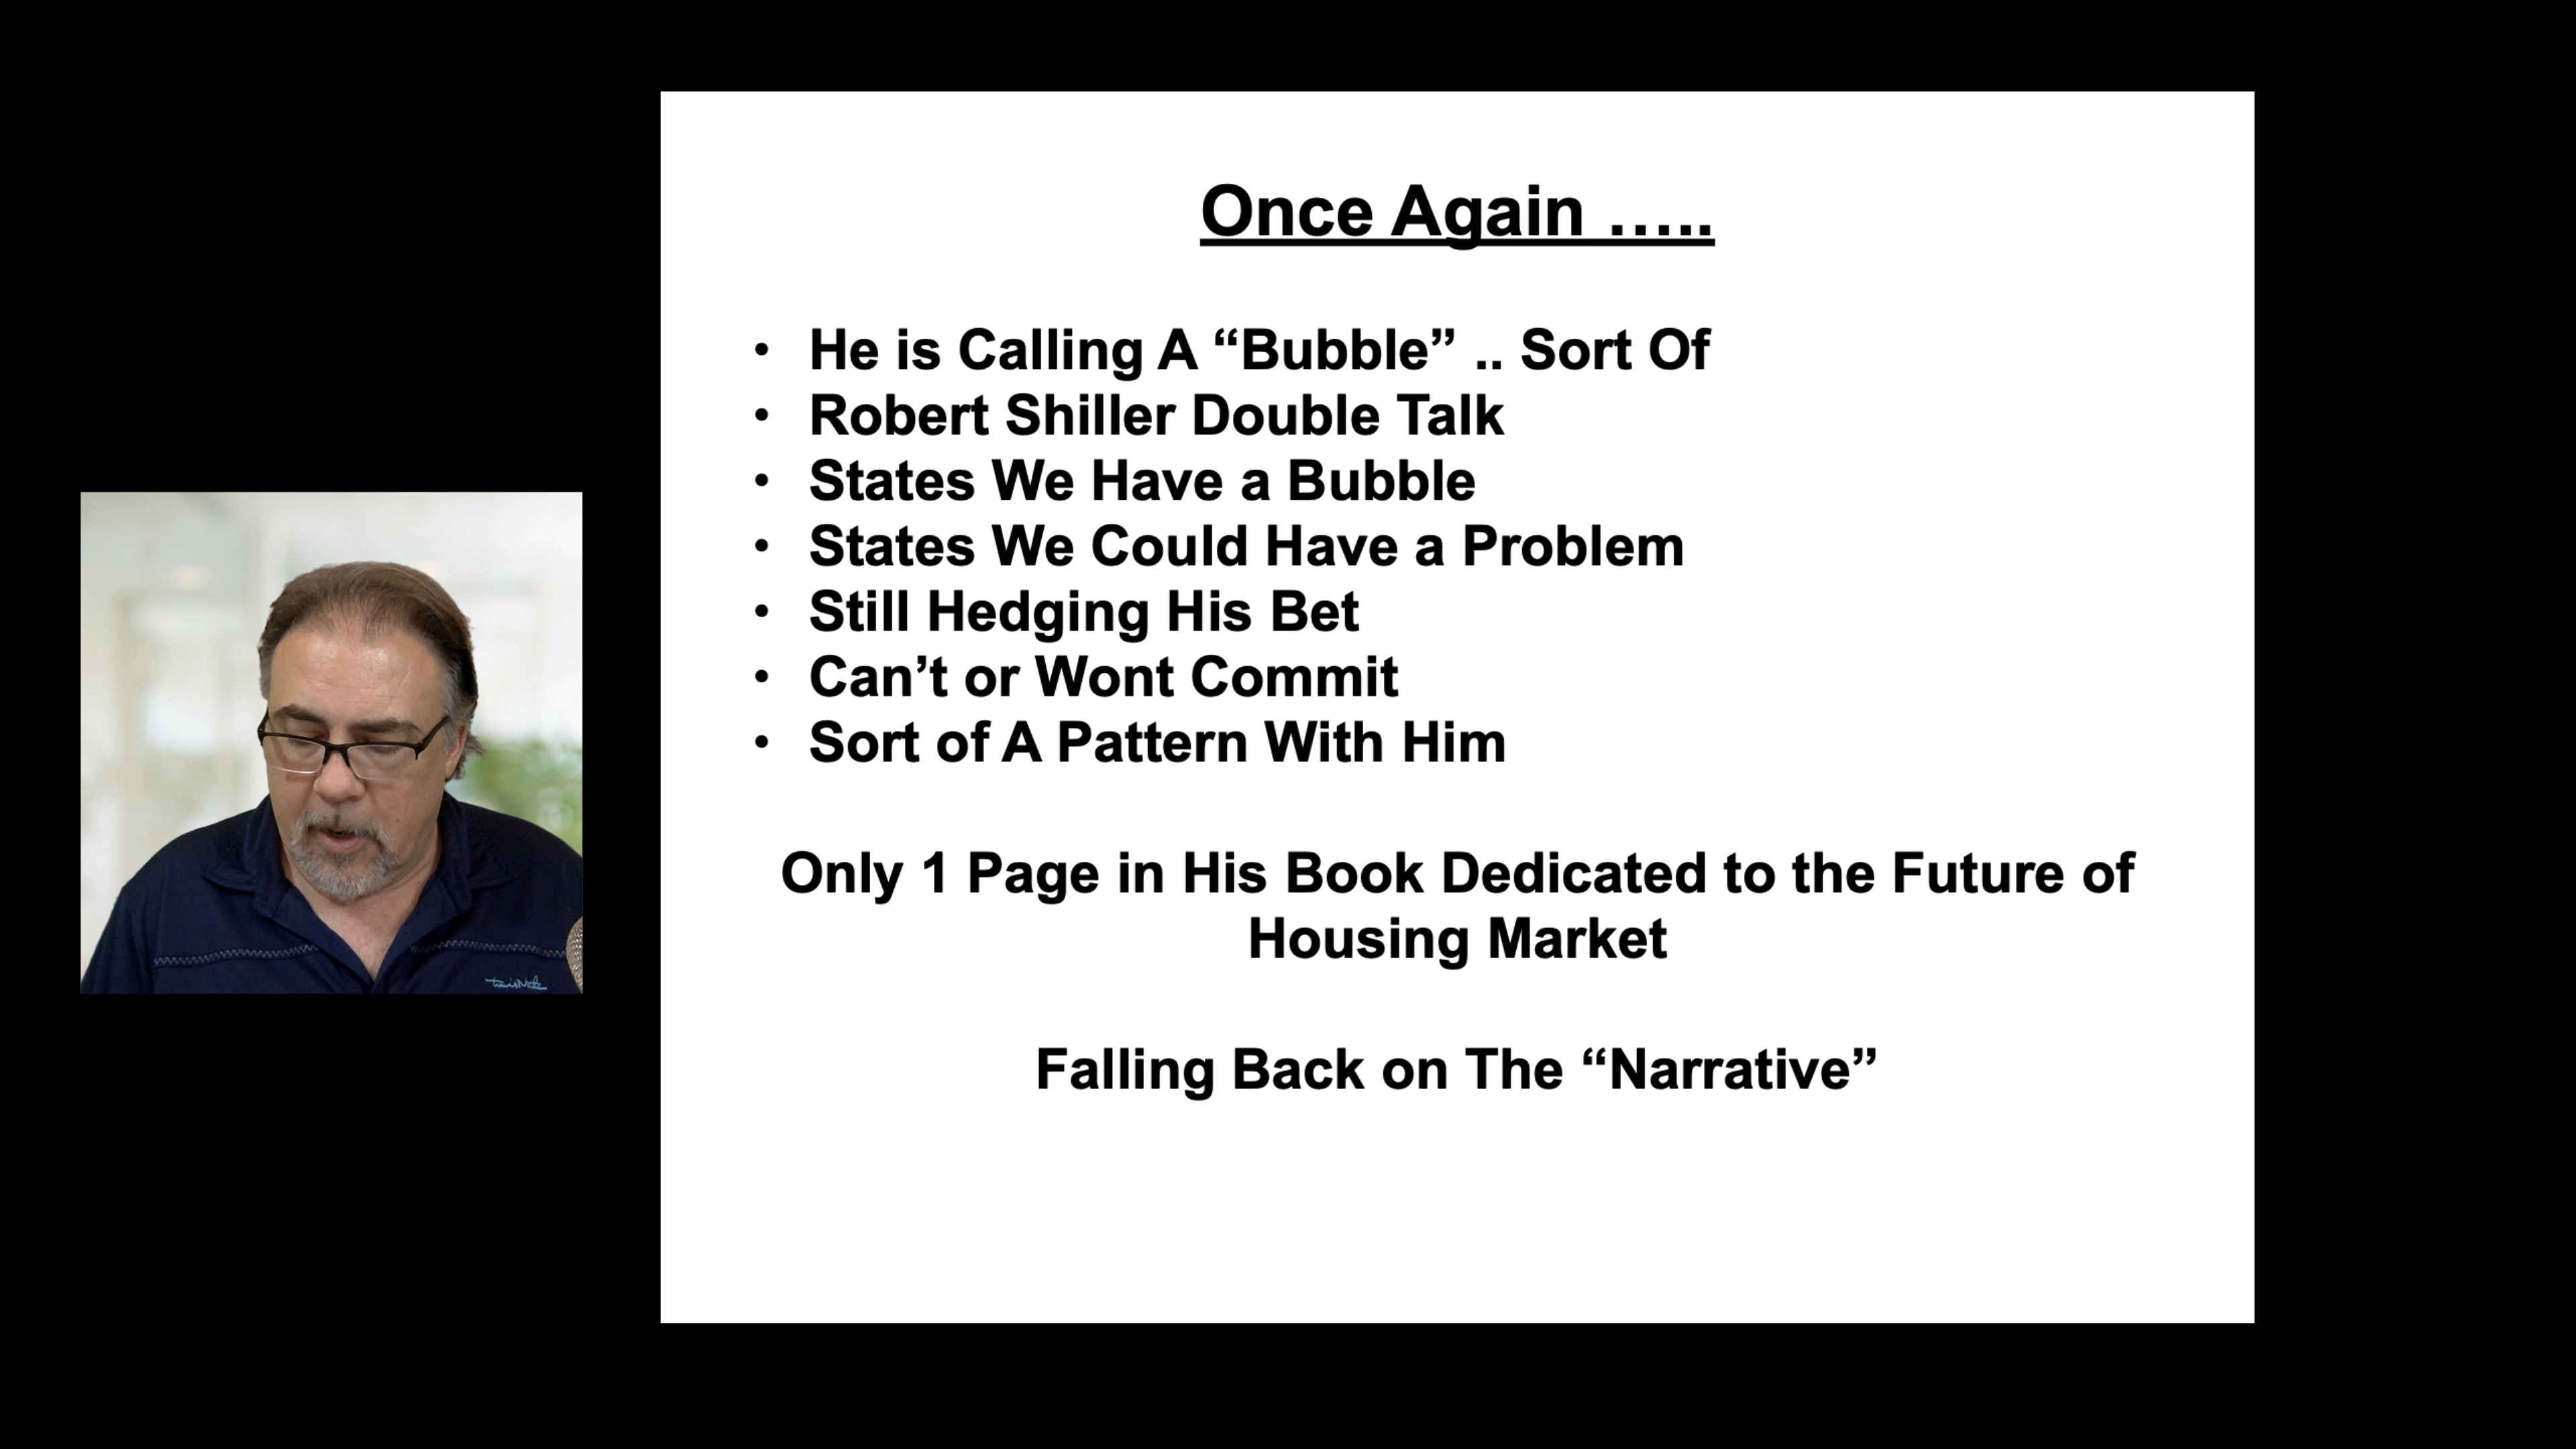 Once Again …..
• He is Calling A “Bubble” .. Sort Of
• Robert Shiller Double Talk
• States We Have a Bubble
• States We Could Have a Problem
• Still Hedging His Bet
• Can’t or Wont Commit
• Sort of A Pattern With Him
Only 1 Page in His Book Dedicated to the Future of
Housing Market
Falling Back on The “Narrative”